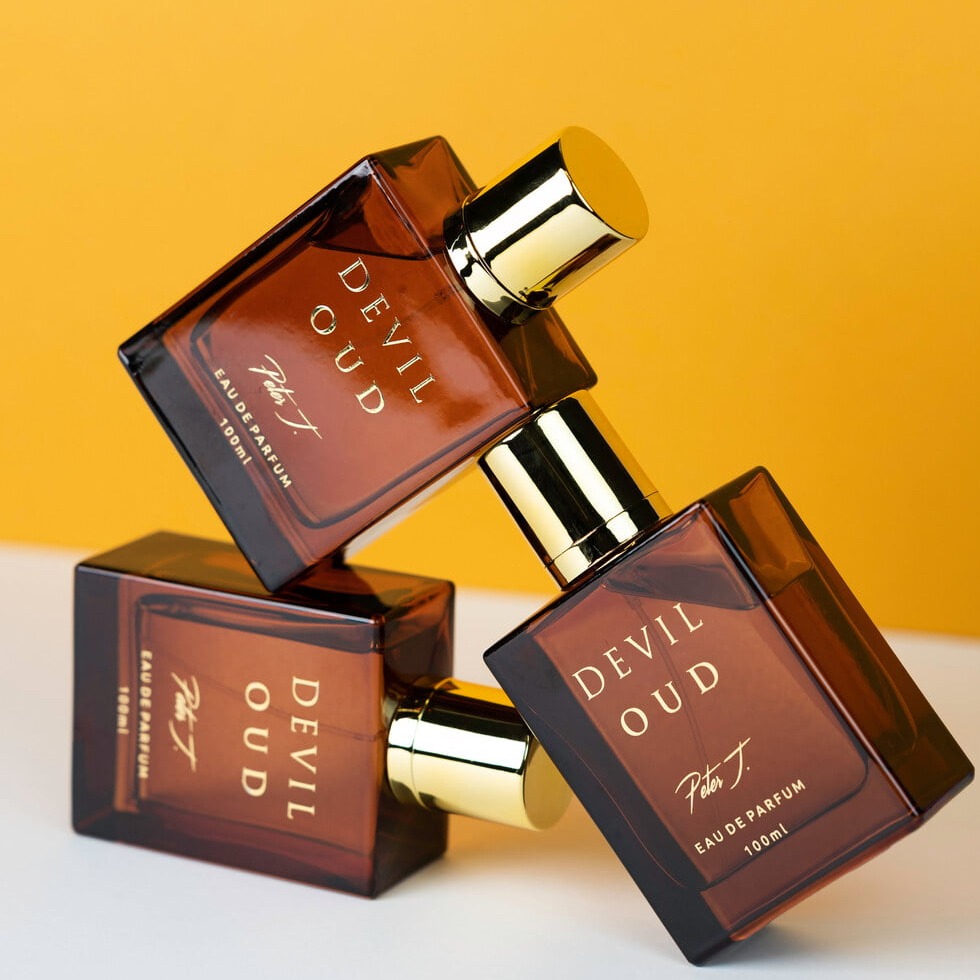 DEVIL
OUD
Peter J.
EAU DE PARFUM
100ml
DEVIL
OUD
Peter J.
EAU DE PARFUM
100ml
DEVIL
OUD
Peter J.
EAU DE PARFUM
100ml